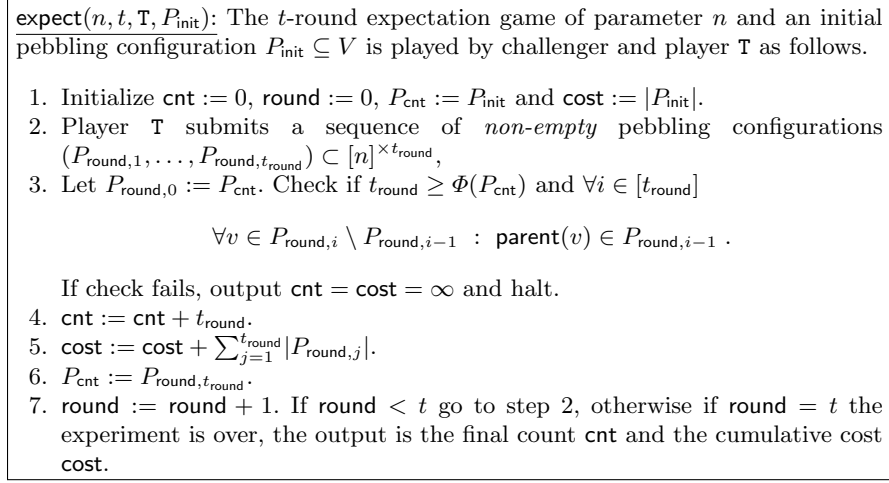 expect(n, t, T, P_init): The t-round expectation game of parameter n and an initial
pebbling configuration P_init ⊆ V is played by challenger and player T as follows.
1. Initialize cnt := 0, round := 0, P_cnt := P_init and cost := |P_init|.
2. Player T submits a sequence of non-empty pebbling configurations
(P_round,1, . . . , P_round,t_round) ⊂ [n]^×t_round,
3. Let P_round,0 := P_cnt. Check if t_round ≥ Φ(P_cnt) and ∀i ∈ [t_round]
∀v ∈ P_round,i \ P_round,i−1 : parent(v) ∈ P_round,i−1 .
If check fails, output cnt = cost = ∞ and halt.
4. cnt := cnt + t_round.
5. cost := cost + ∑_{j=1}^{t_round} |P_round,j|.
6. P_cnt := P_round,t_round.
7. round := round + 1. If round < t go to step 2, otherwise if round = t the
experiment is over, the output is the final count cnt and the cumulative cost
cost.